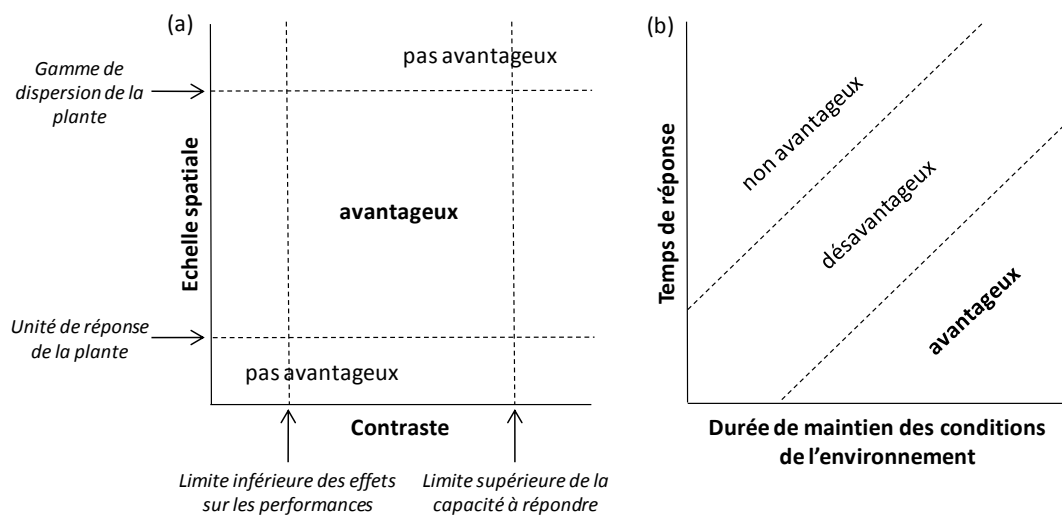 (a)
pas avantageux
Gamme de
dispersion de la
plante
Echelle spatiale
avantageux
Unité de réponse
de la plante
pas avantageux
Contraste
Limite inférieure des effets
sur les performances
Limite supérieure de la
capacité à répondre
(b)
Temps de réponse
non avantageux
désavantageux
avantageux
Durée de maintien des conditions
de l'environnement